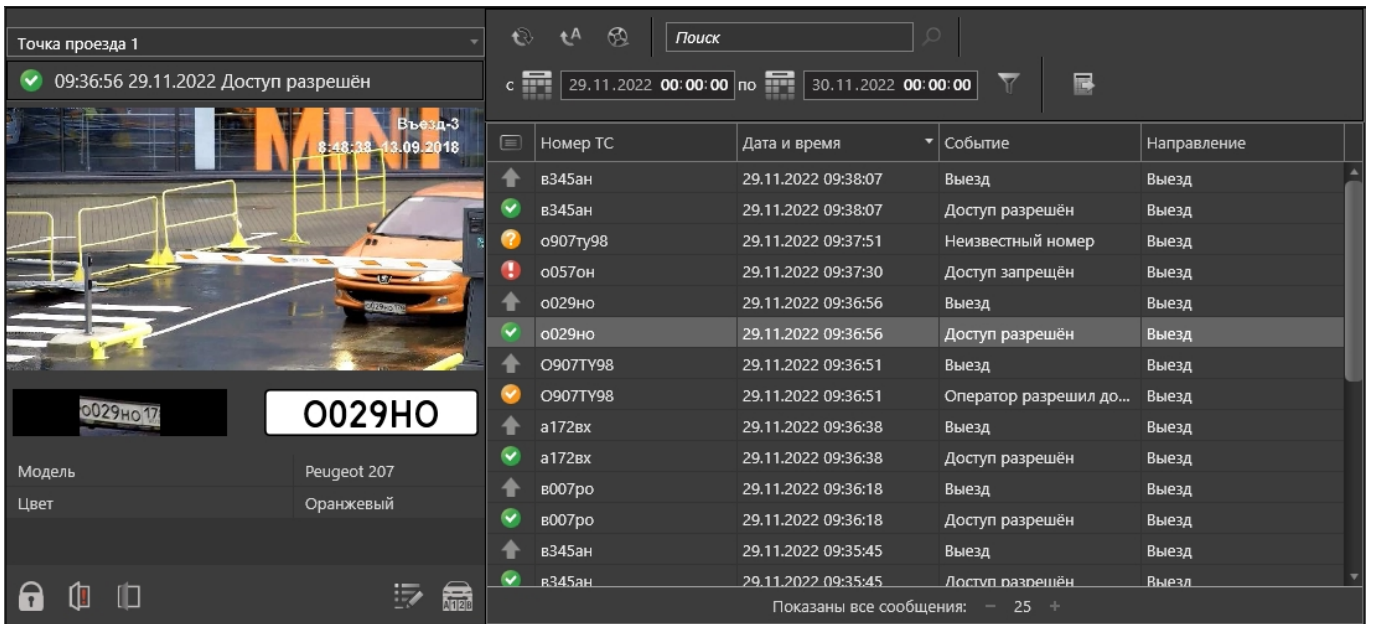 Точка проезда 1
09:36:56 29.11.2022 Доступ разрешён
MINI
Въезд-3
8:48:38 13.09.2018
О029НО
Модель Peugeot 207
Цвет Оранжевый
A12B
Поиск
с 29.11.2022 00:00:00 по 30.11.2022 00:00:00
Номер ТС Дата и время Событие Направление
в345ан 29.11.2022 09:38:07 Выезд Выезд
в345ан 29.11.2022 09:38:07 Доступ разрешён Выезд
о907ту98 29.11.2022 09:37:51 Неизвестный номер Выезд
о057он 29.11.2022 09:37:30 Доступ запрещён Выезд
о029но 29.11.2022 09:36:56 Выезд Выезд
о029но 29.11.2022 09:36:56 Доступ разрешён Выезд
О907ТУ98 29.11.2022 09:36:51 Выезд Выезд
О907ТУ98 29.11.2022 09:36:51 Оператор разрешил до... Выезд
а172вх 29.11.2022 09:36:38 Выезд Выезд
а172вх 29.11.2022 09:36:38 Доступ разрешён Выезд
в007ро 29.11.2022 09:36:18 Выезд Выезд
в007ро 29.11.2022 09:36:18 Доступ разрешён Выезд
в345ан 29.11.2022 09:35:45 Выезд Выезд
в345ан 29.11.2022 09:35:45 Доступ разрешён Выезд
Показаны все сообщения: − 25 +